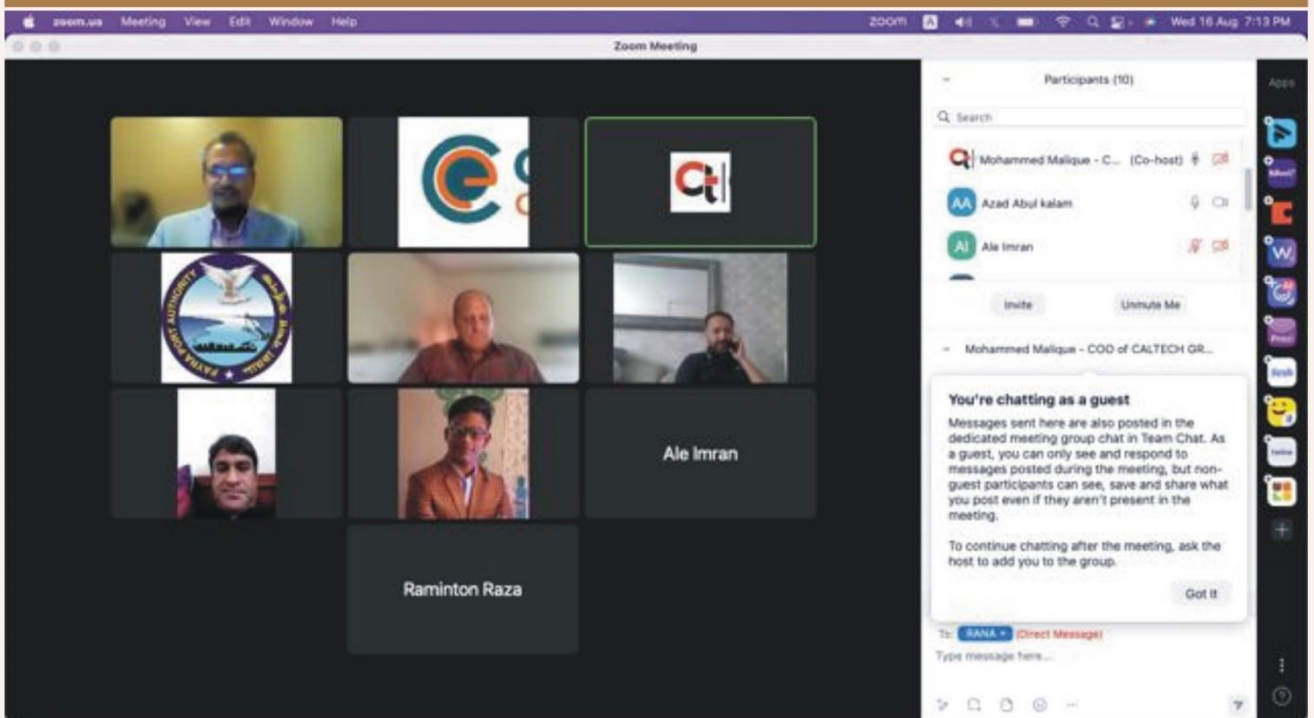 zoom.us Meeting View Edit Window Help
zoom A Wed 16 Aug 7:13 PM
Zoom Meeting
Participants (10)
Apps
Search
Mohammed Malique - C... (Co-host)
AA Azad Abul kalam
AI Ale Imran
Invite Unmute Me
Mohammed Malique - COO of CALTECH GR...
You're chatting as a guest
Messages sent here are also posted in the
dedicated meeting group chat in Team Chat. As
a guest, you can only see and respond to
messages posted during the meeting, but non-
guest participants can see, save and share what
you post even if they aren't present in the
meeting.
To continue chatting after the meeting, ask the
host to add you to the group.
Got It
To: RANA (Direct Message)
Type message here...
PAYRA PORT AUTHORITY
Ale Imran
Raminton Raza